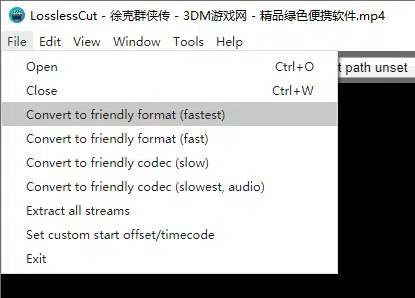 LosslessCut - 徐克群侠传 - 3DM游戏网 - 精品绿色便携软件.mp4
File Edit View Window Tools Help
Open Ctrl+O
t path unset
Close Ctrl+W
Convert to friendly format (fastest)
Convert to friendly format (fast)
Convert to friendly codec (slow)
Convert to friendly codec (slowest, audio)
Extract all streams
Set custom start offset/timecode
Exit